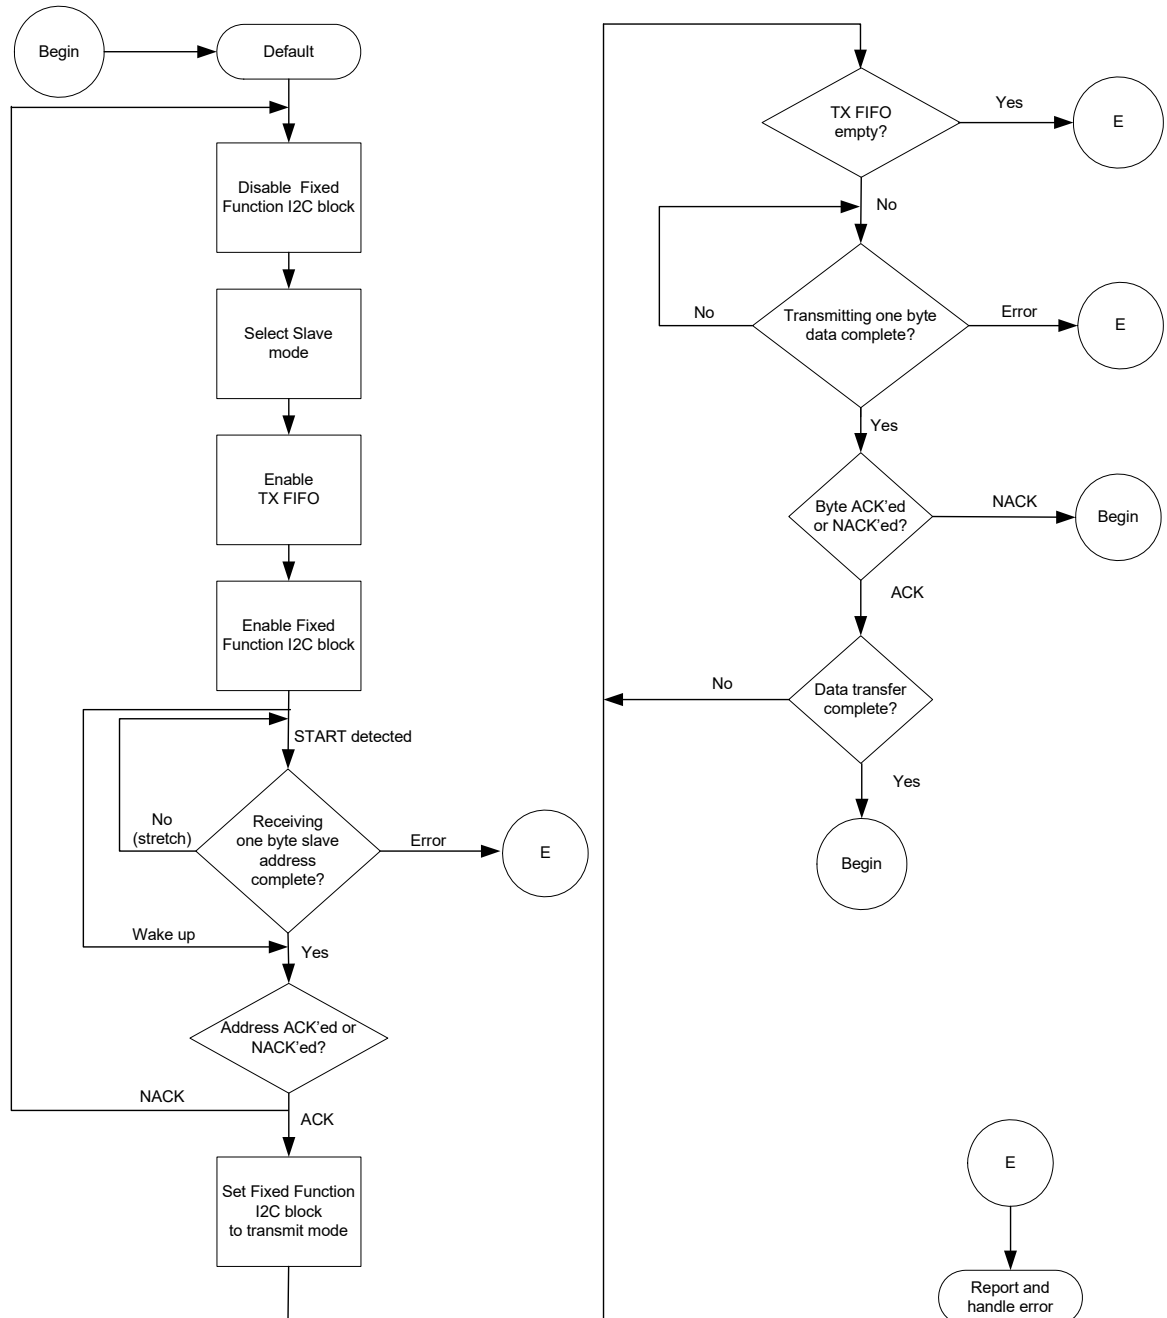 Begin
Default
Disable Fixed
Function I2C block
Select Slave
mode
Enable
TX FIFO
Enable Fixed
Function I2C block
START detected
No
(stretch)
Receiving
one byte slave
address
complete?
Error
E
Wake up
Yes
Address ACK'ed or
NACK'ed?
NACK
ACK
Set Fixed Function
I2C block
to transmit mode
TX FIFO
empty?
Yes
E
No
Transmitting one byte
data complete?
No
Error
E
Yes
Byte ACK'ed
or NACK'ed?
NACK
Begin
ACK
Data transfer
complete?
No
Yes
Begin
E
Report and
handle error